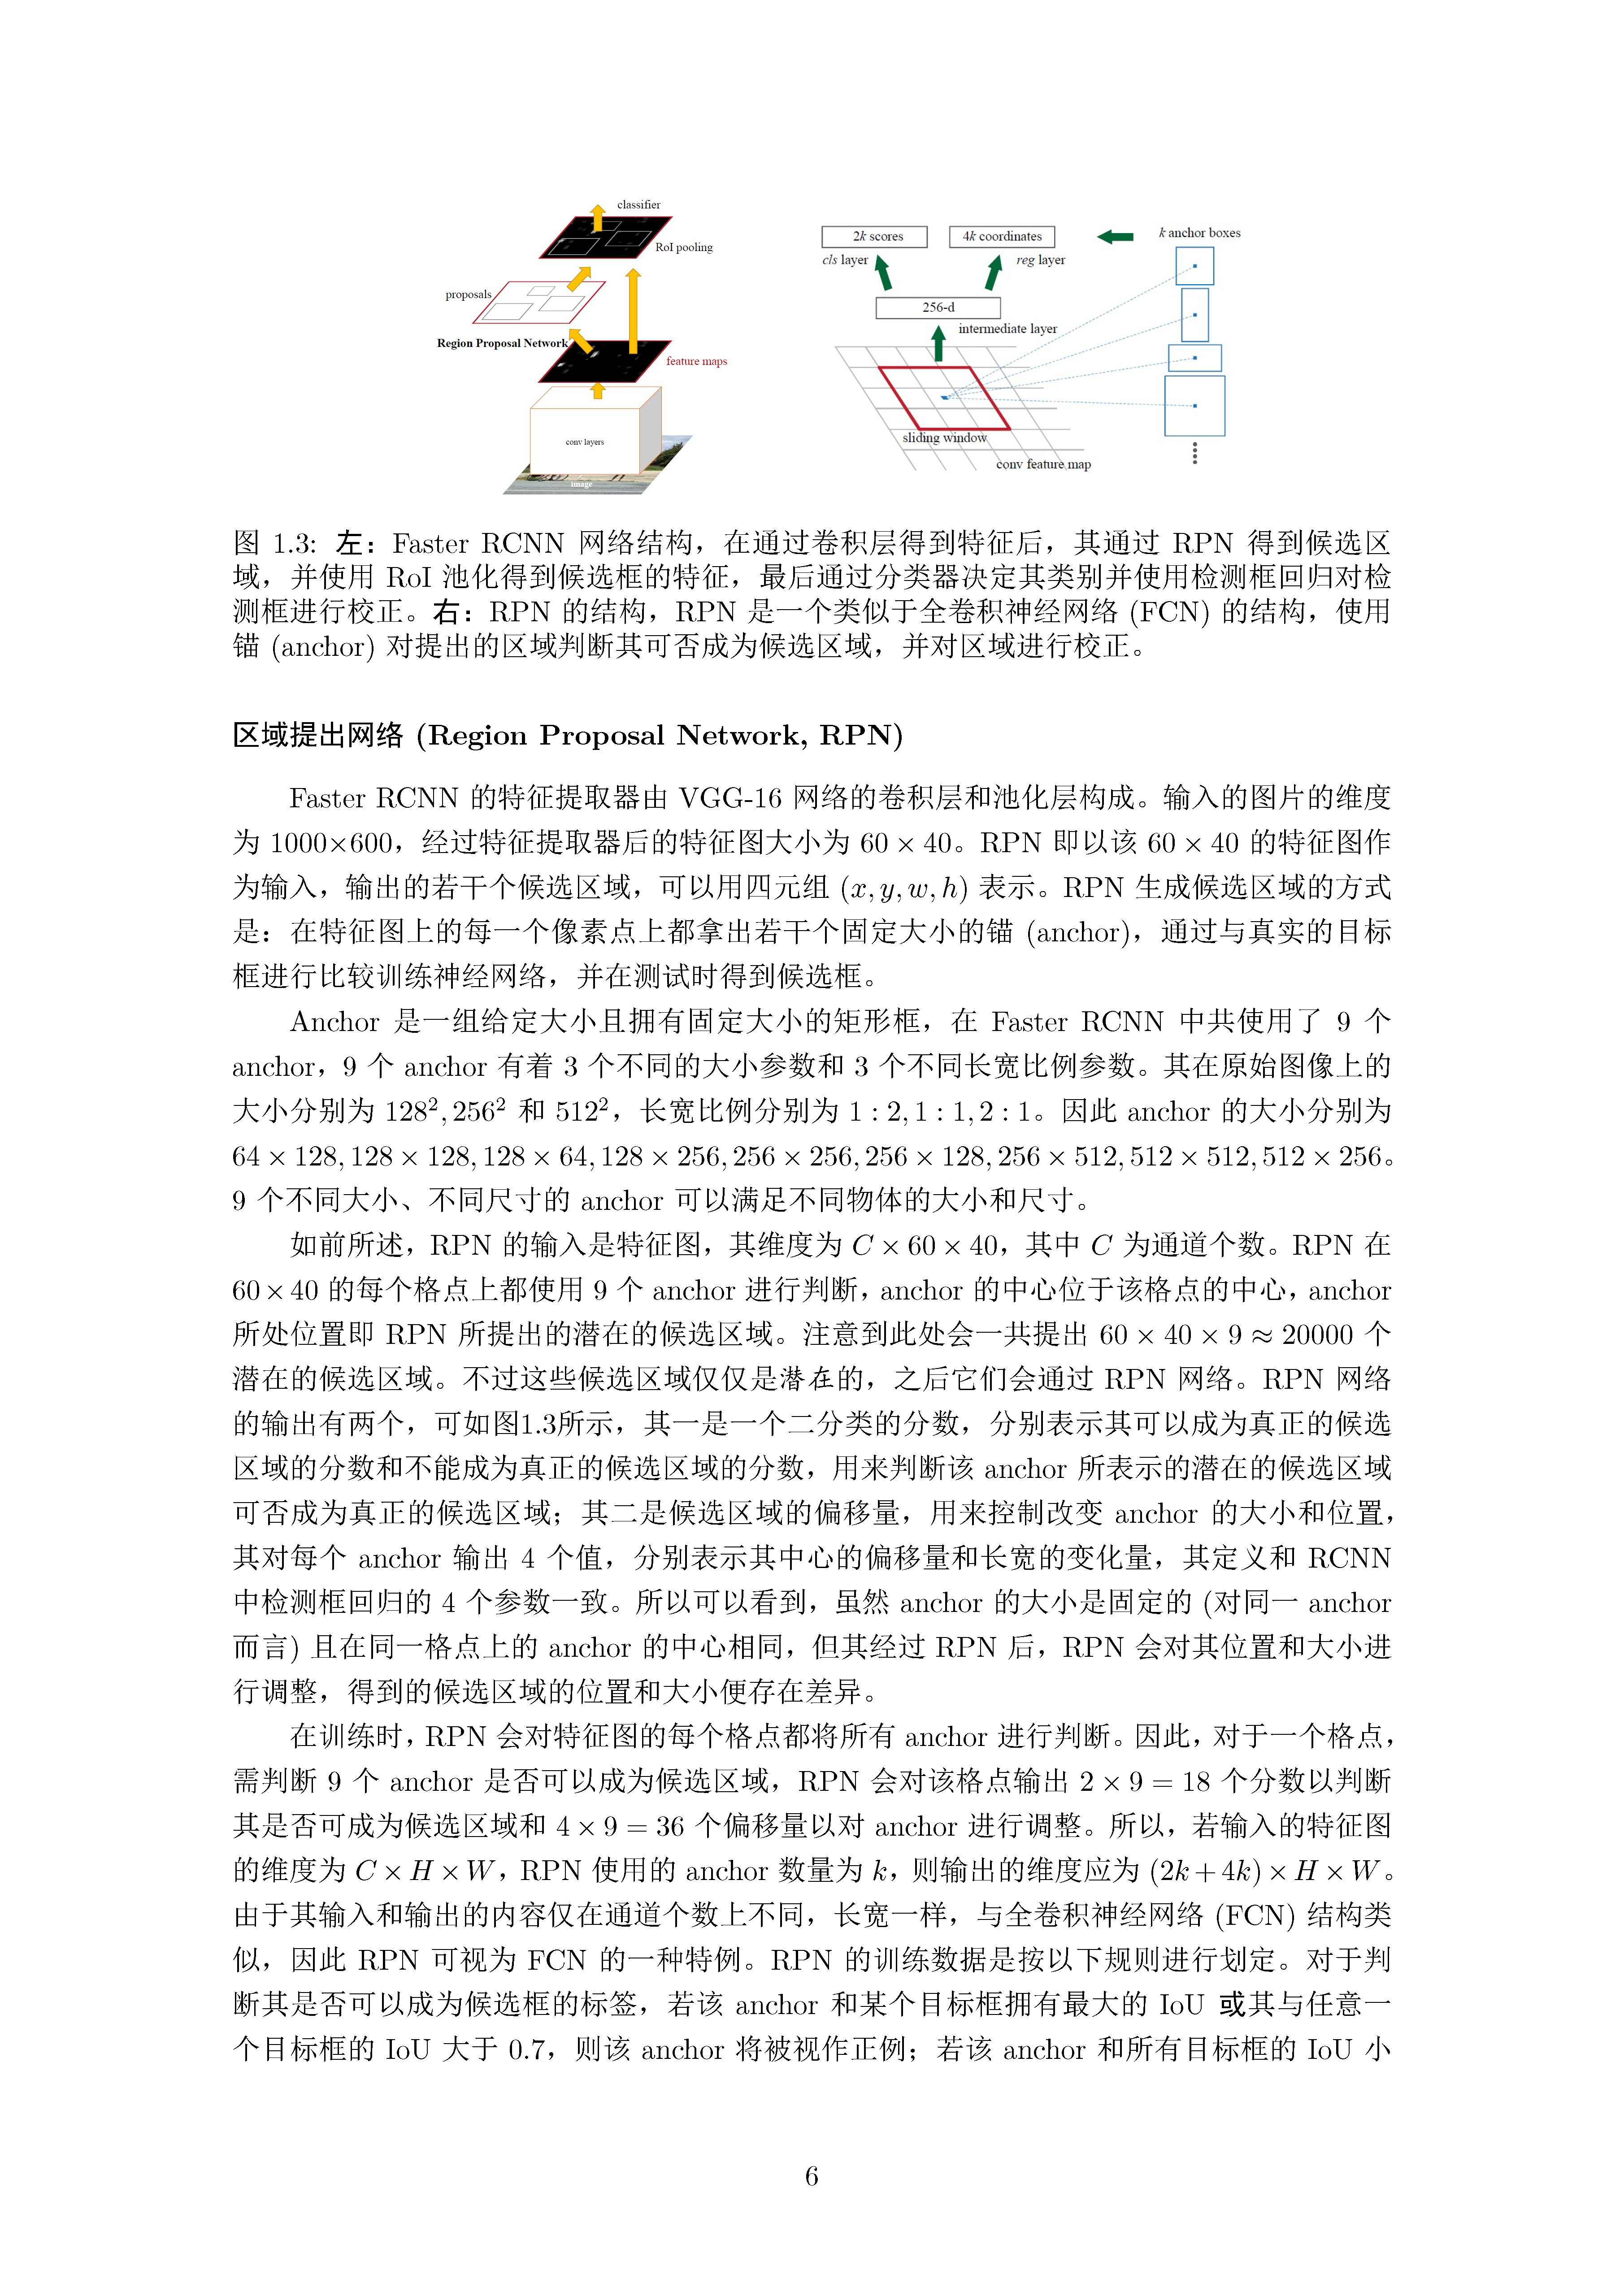 classifier
RoI pooling
proposals
Region Proposal Network
feature maps
conv layers
image
2k scores
4k coordinates
k anchor boxes
cls layer
reg layer
256-d
intermediate layer
sliding window
conv feature map
图 1.3: 左：Faster RCNN 网络结构，在通过卷积层得到特征后，其通过 RPN 得到候选区
域，并使用 RoI 池化得到候选框的特征，最后通过分类器决定其类别并使用检测框回归对检
测框进行校正。右：RPN 的结构，RPN 是一个类似于全卷积神经网络 (FCN) 的结构，使用
锚 (anchor) 对提出的区域判断其可否成为候选区域，并对区域进行校正。
区域提出网络 (Region Proposal Network, RPN)
Faster RCNN 的特征提取器由 VGG-16 网络的卷积层和池化层构成。输入的图片的维度
为 1000×600，经过特征提取器后的特征图大小为 60 × 40。RPN 即以该 60 × 40 的特征图作
为输入，输出的若干个候选区域，可以用四元组 (x, y, w, h) 表示。RPN 生成候选区域的方式
是：在特征图上的每一个像素点上都拿出若干个固定大小的锚 (anchor)，通过与真实的目标
框进行比较训练神经网络，并在测试时得到候选框。
Anchor 是一组给定大小且拥有固定大小的矩形框，在 Faster RCNN 中共使用了 9 个
anchor，9 个 anchor 有着 3 个不同的大小参数和 3 个不同长宽比例参数。其在原始图像上的
大小分别为 128², 256² 和 512²，长宽比例分别为 1 : 2, 1 : 1, 2 : 1。因此 anchor 的大小分别为
64 × 128, 128 × 128, 128 × 64, 128 × 256, 256 × 256, 256 × 128, 256 × 512, 512 × 512, 512 × 256。
9 个不同大小、不同尺寸的 anchor 可以满足不同物体的大小和尺寸。
如前所述，RPN 的输入是特征图，其维度为 C × 60 × 40，其中 C 为通道个数。RPN 在
60 × 40 的每个格点上都使用 9 个 anchor 进行判断，anchor 的中心位于该格点的中心，anchor
所处位置即 RPN 所提出的潜在的候选区域。注意到此处会一共提出 60 × 40 × 9 ≈ 20000 个
潜在的候选区域。不过这些候选区域仅仅是潜在的，之后它们会通过 RPN 网络。RPN 网络
的输出有两个，可如图1.3所示，其一是一个二分类的分数，分别表示其可以成为真正的候选
区域的分数和不能成为真正的候选区域的分数，用来判断该 anchor 所表示的潜在的候选区域
可否成为真正的候选区域；其二是候选区域的偏移量，用来控制改变 anchor 的大小和位置，
其对每个 anchor 输出 4 个值，分别表示其中心的偏移量和长宽的变化量，其定义和 RCNN
中检测框回归的 4 个参数一致。所以可以看到，虽然 anchor 的大小是固定的 (对同一 anchor
而言) 且在同一格点上的 anchor 的中心相同，但其经过 RPN 后，RPN 会对其位置和大小进
行调整，得到的候选区域的位置和大小便存在差异。
在训练时，RPN 会对特征图的每个格点都将所有 anchor 进行判断。因此，对于一个格点，
需判断 9 个 anchor 是否可以成为候选区域，RPN 会对该格点输出 2 × 9 = 18 个分数以判断
其是否可成为候选区域和 4 × 9 = 36 个偏移量以对 anchor 进行调整。所以，若输入的特征图
的维度为 C × H × W，RPN 使用的 anchor 数量为 k，则输出的维度应为 (2k + 4k) × H × W。
由于其输入和输出的内容仅在通道个数上不同，长宽一样，与全卷积神经网络 (FCN) 结构类
似，因此 RPN 可视为 FCN 的一种特例。RPN 的训练数据是按以下规则进行划定。对于判
断其是否可以成为候选框的标签，若该 anchor 和某个目标框拥有最大的 IoU 或其与任意一
个目标框的 IoU 大于 0.7，则该 anchor 将被视作正例；若该 anchor 和所有目标框的 IoU 小
6